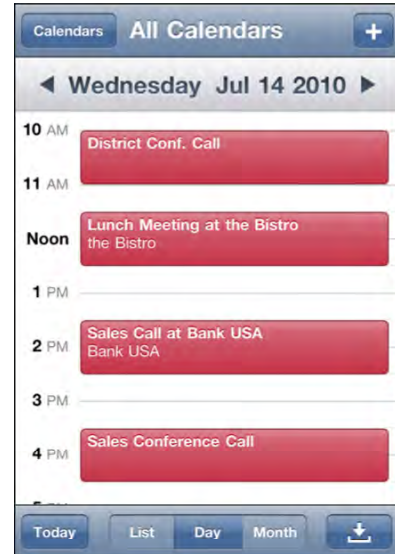 Calendars All Calendars +
Wednesday Jul 14 2010
10 AM
District Conf. Call
11 AM
Lunch Meeting at the Bistro
Noon the Bistro
1 PM
Sales Call at Bank USA
2 PM Bank USA
3 PM
Sales Conference Call
4 PM
Today List Day Month